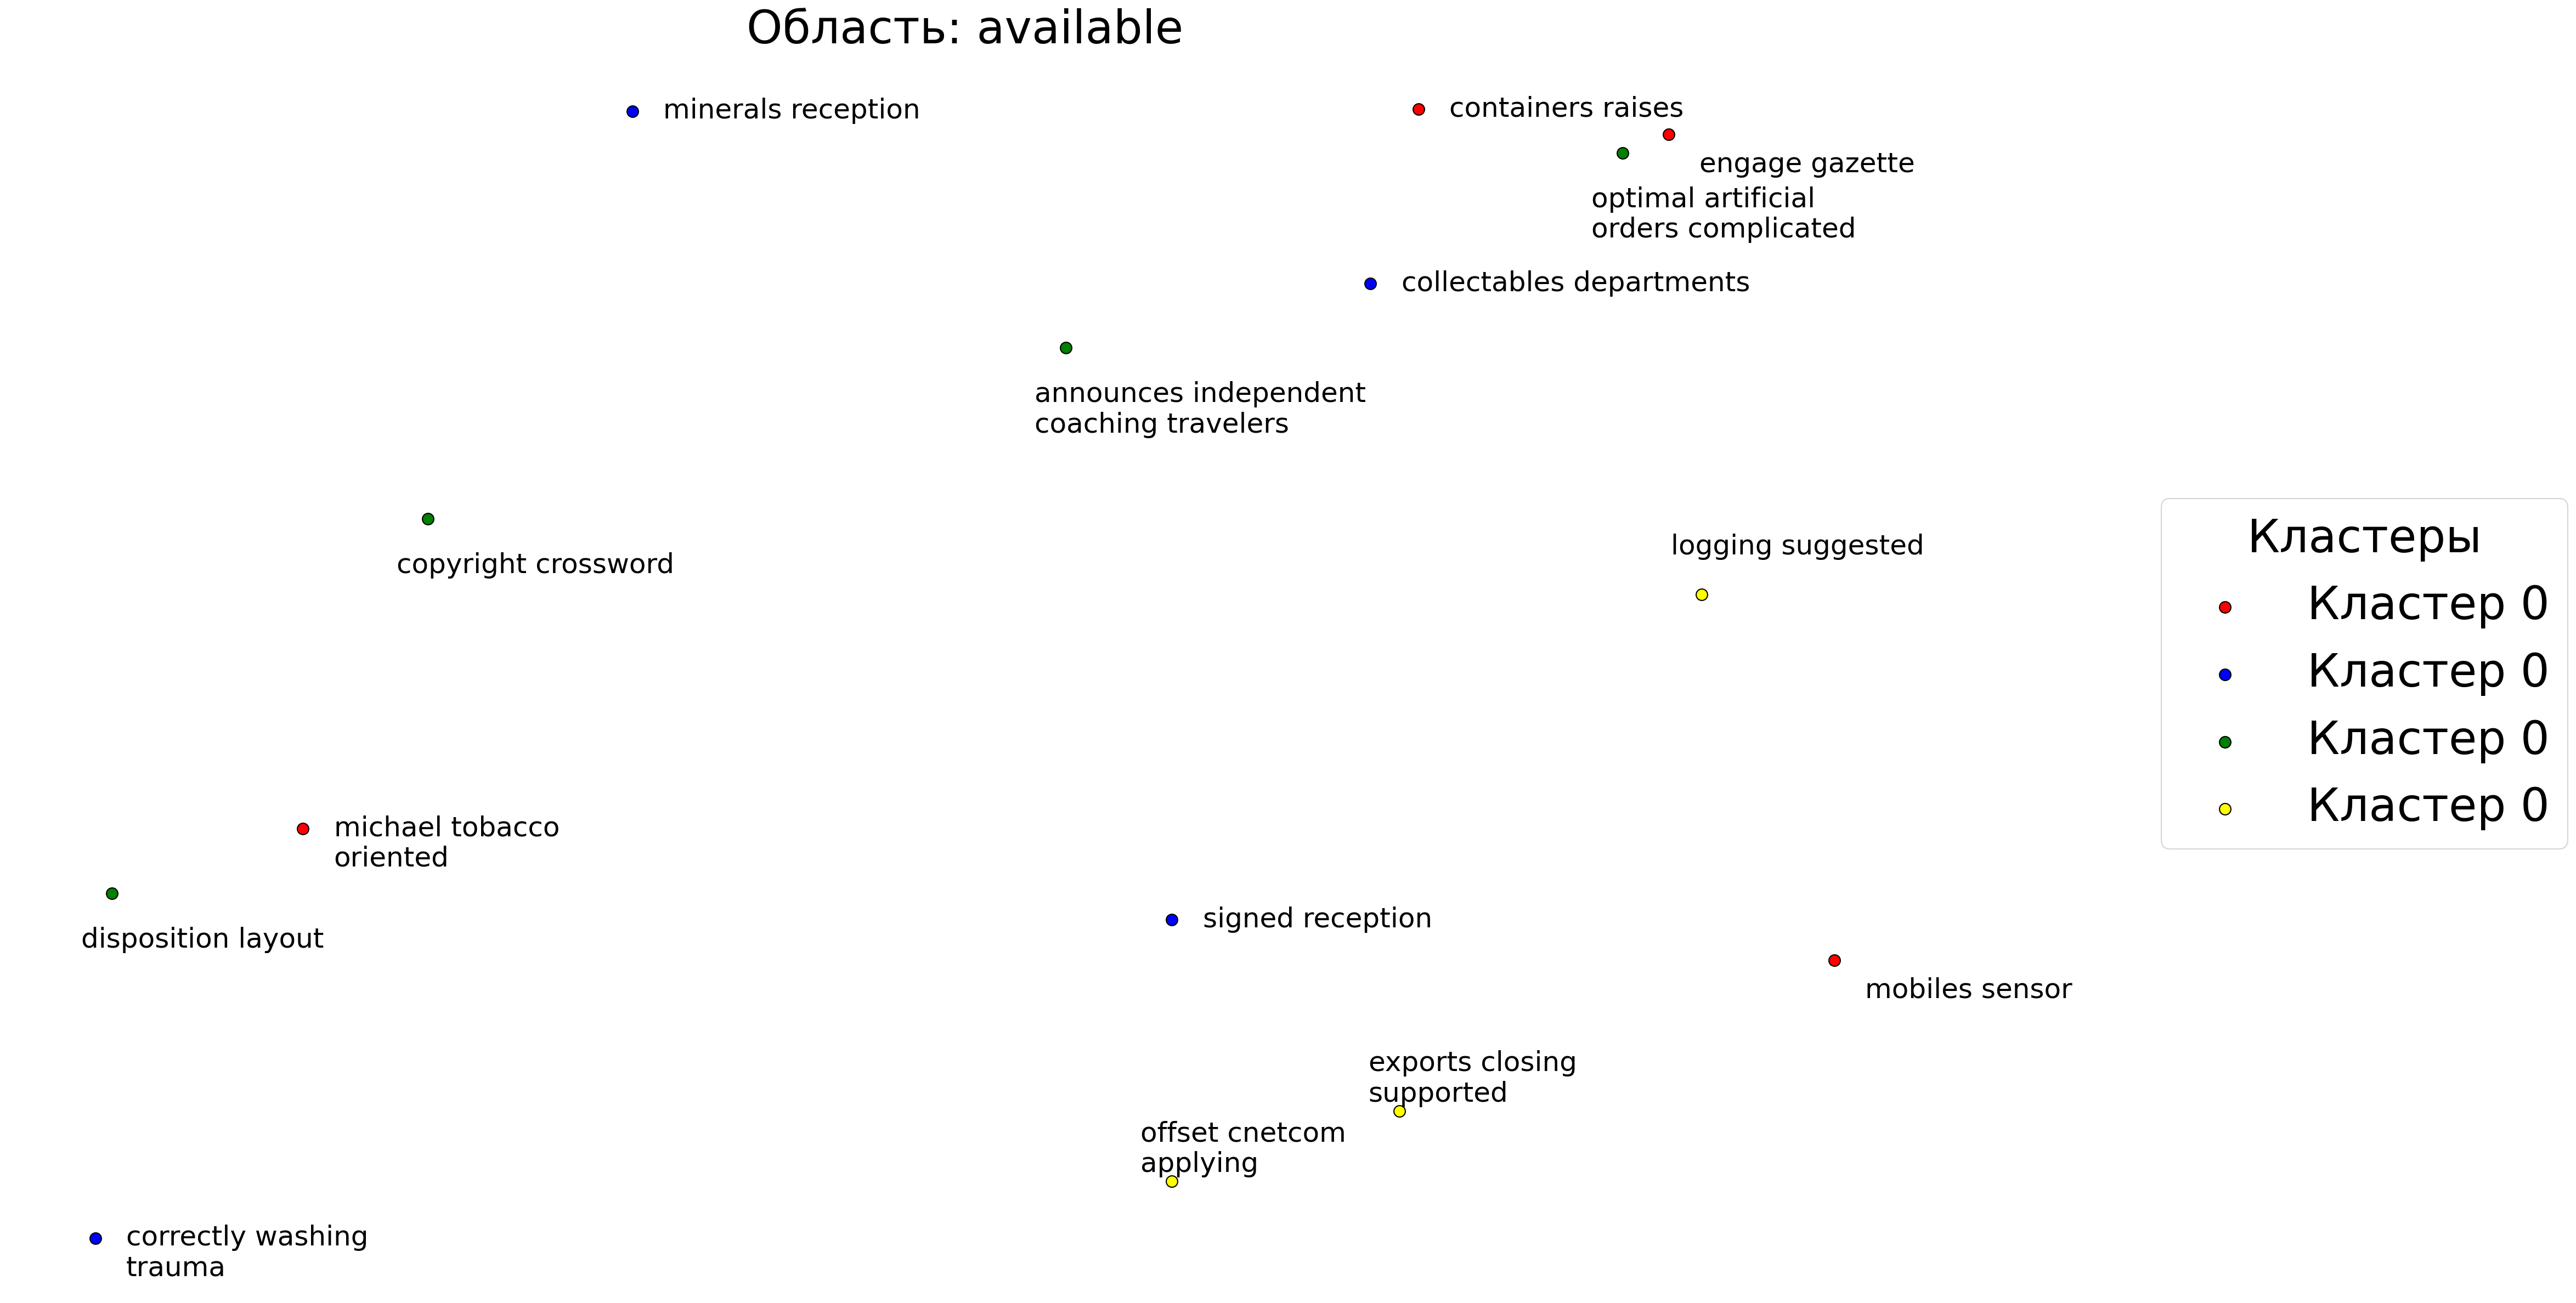 Область: available
minerals reception
containers raises
engage gazette
optimal artificial
orders complicated
collectables departments
announces independent
coaching travelers
copyright crossword
logging suggested
Кластеры
Кластер 0
Кластер 0
Кластер 0
Кластер 0
michael tobacco
oriented
disposition layout
signed reception
mobiles sensor
exports closing
supported
offset cnetcom
applying
correctly washing
trauma